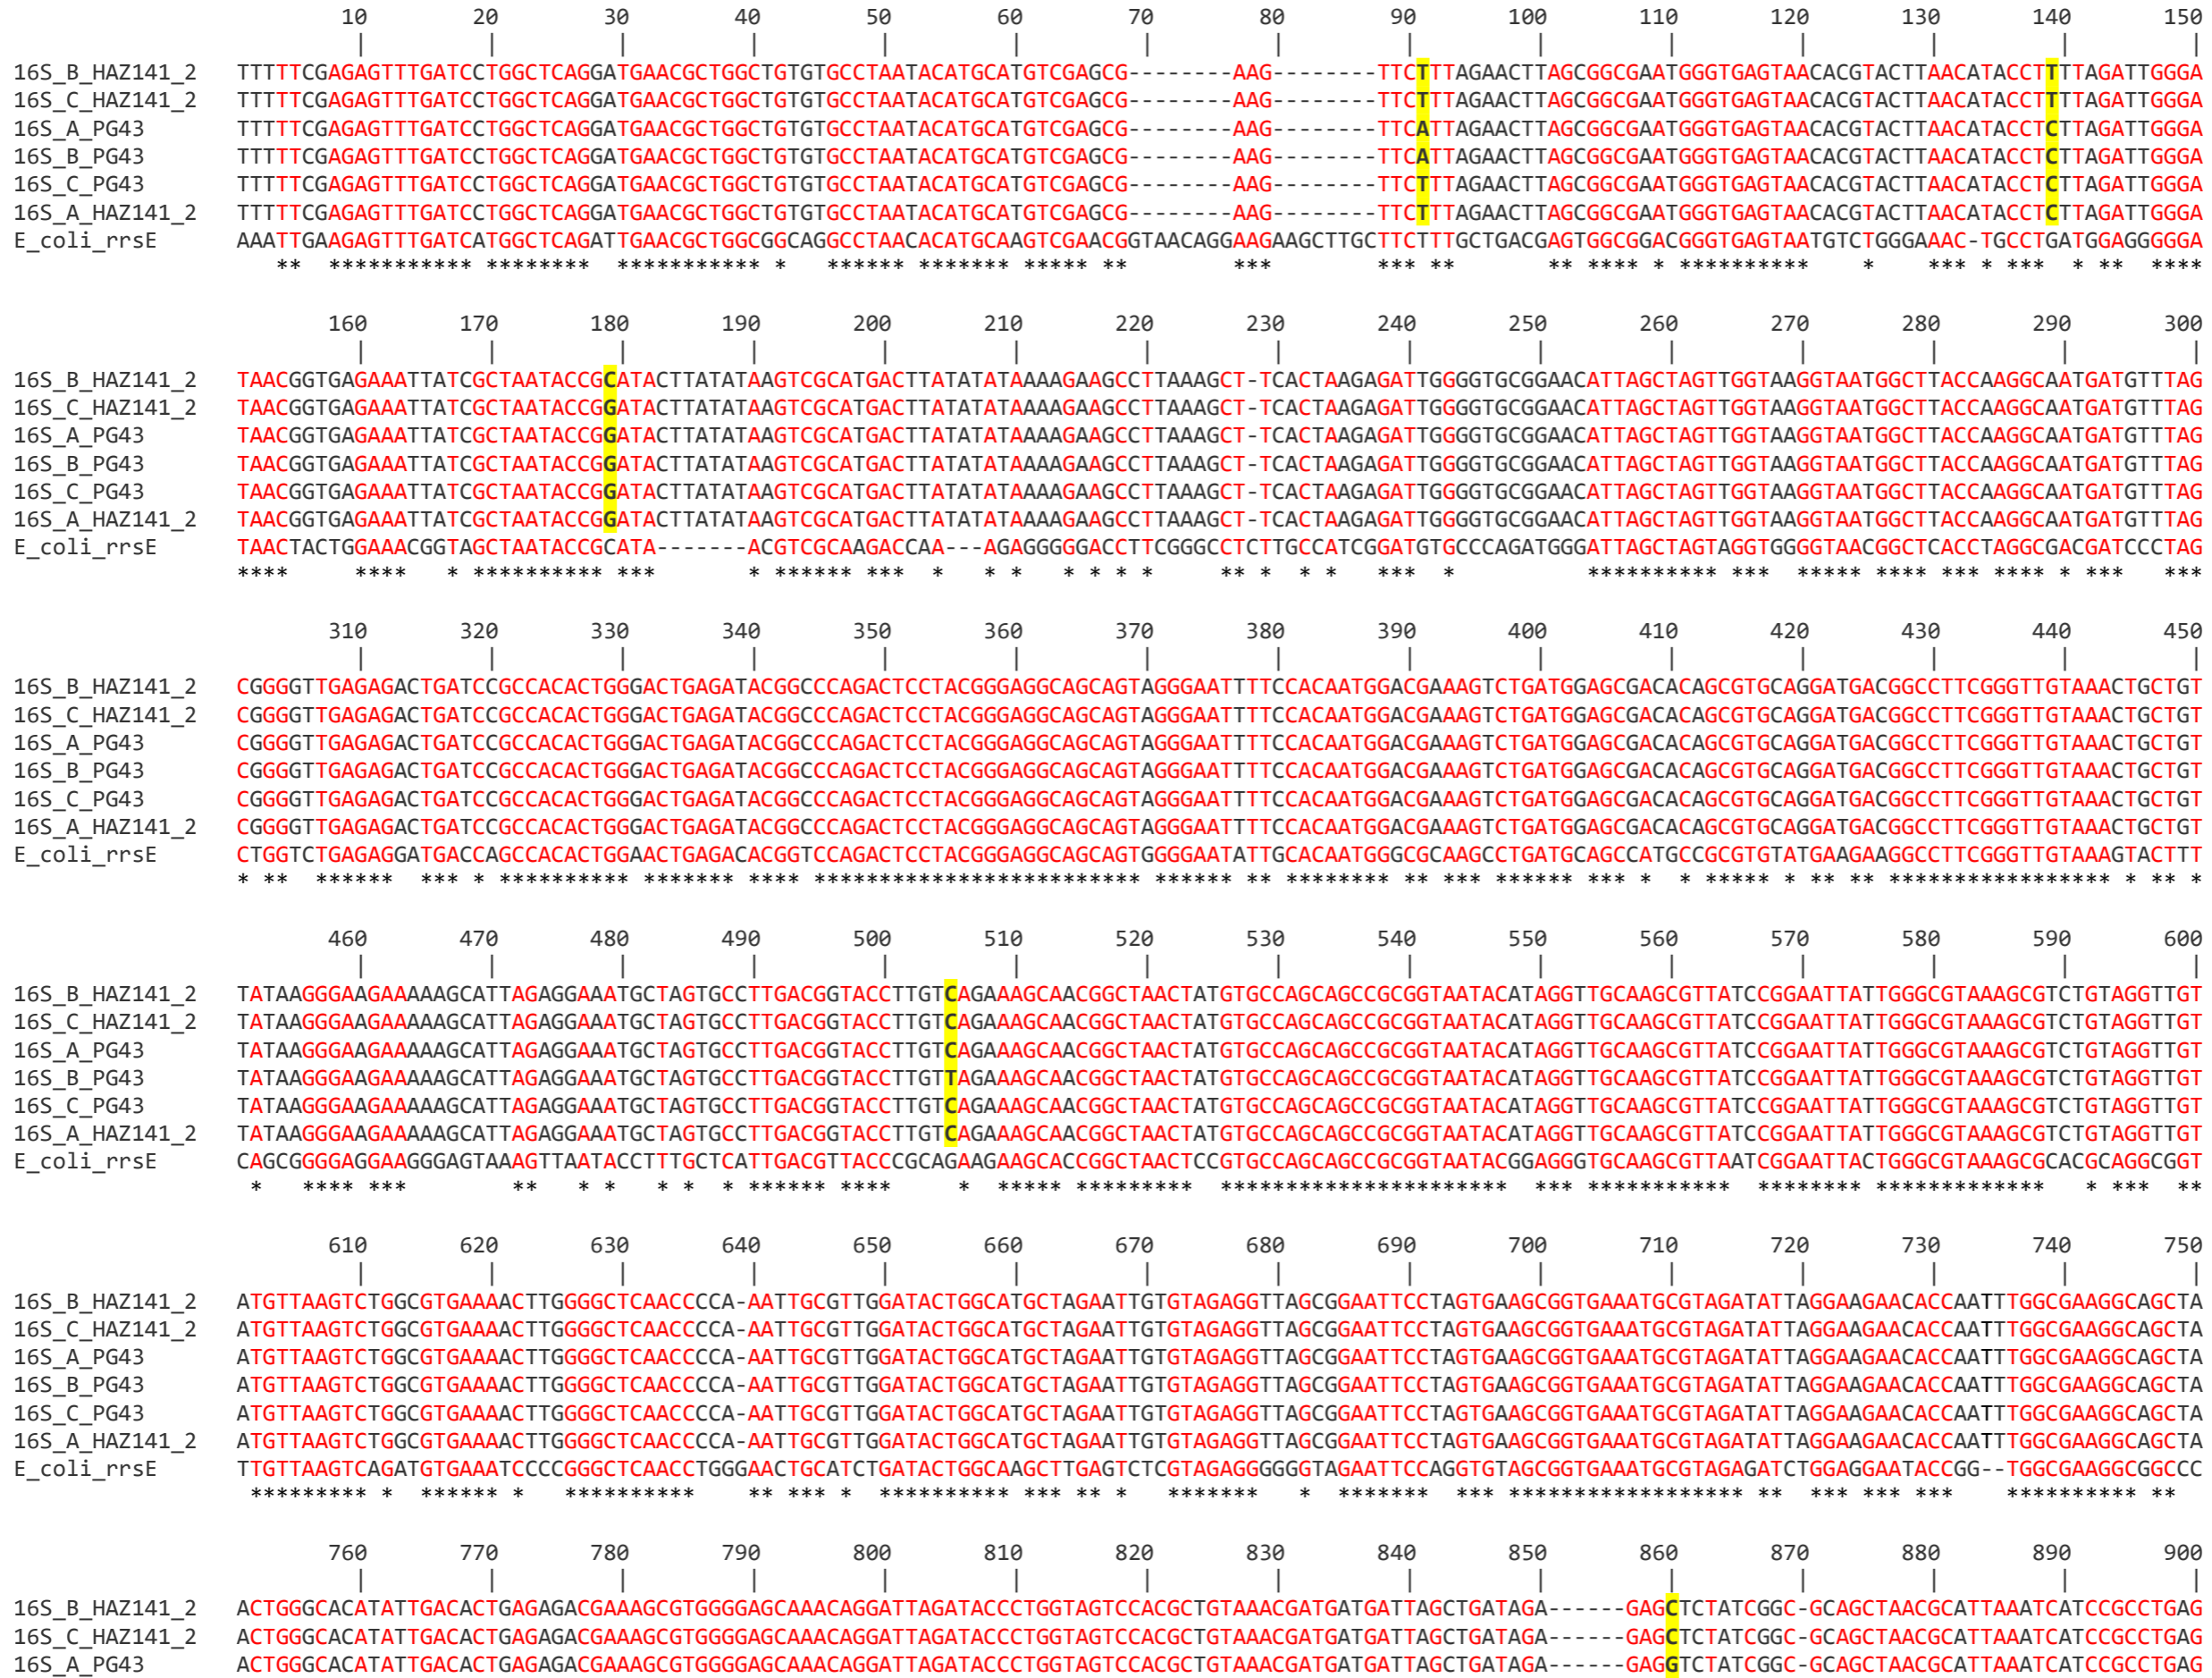 10 20 30 40 50 60 70 80 90 100 110 120 130 140 150
16S_B_HAZ141_2 TTTTTCGAGAGTTTGATCCTGGCTCAGGATGAACGCTGGCTGTGTGCCTAATACATGCATGTCGAGCG--------AAG--------TTCTTTAGAACTTAGCGGCGAATGGGTGAGTAACACGTACTTAACATACCTTTTAGATTGGGA
16S_C_HAZ141_2 TTTTTCGAGAGTTTGATCCTGGCTCAGGATGAACGCTGGCTGTGTGCCTAATACATGCATGTCGAGCG--------AAG--------TTCTTTAGAACTTAGCGGCGAATGGGTGAGTAACACGTACTTAACATACCTTTTAGATTGGGA
16S_A_PG43 TTTTTCGAGAGTTTGATCCTGGCTCAGGATGAACGCTGGCTGTGTGCCTAATACATGCATGTCGAGCG--------AAG--------TTCATTAGAACTTAGCGGCGAATGGGTGAGTAACACGTACTTAACATACCTCTTAGATTGGGA
16S_B_PG43 TTTTTCGAGAGTTTGATCCTGGCTCAGGATGAACGCTGGCTGTGTGCCTAATACATGCATGTCGAGCG--------AAG--------TTCATTAGAACTTAGCGGCGAATGGGTGAGTAACACGTACTTAACATACCTCTTAGATTGGGA
16S_C_PG43 TTTTTCGAGAGTTTGATCCTGGCTCAGGATGAACGCTGGCTGTGTGCCTAATACATGCATGTCGAGCG--------AAG--------TTCTTTAGAACTTAGCGGCGAATGGGTGAGTAACACGTACTTAACATACCTCTTAGATTGGGA
16S_A_HAZ141_2 TTTTTCGAGAGTTTGATCCTGGCTCAGGATGAACGCTGGCTGTGTGCCTAATACATGCATGTCGAGCG--------AAG--------TTCTTTAGAACTTAGCGGCGAATGGGTGAGTAACACGTACTTAACATACCTCTTAGATTGGGA
E_coli_rrsE AAATTGAAGAGTTTGATCATGGCTCAGATTGAACGCTGGCGGCAGGCCTAACACATGCAAGTCGAACGGTAACAGGAAGAAGCTTGCTTCTTTGCTGACGAGTGGCGGACGGGTGAGTAATGTCTGGGAAAC-TGCCTGATGGAGGGGGA
** *********** ******** *********** * ****** ******* ***** ** *** *** ** ** **** * ********** * *** * *** * ** ****
160 170 180 190 200 210 220 230 240 250 260 270 280 290 300
16S_B_HAZ141_2 TAACGGTGAGAAATTATCGCTAATACCGCATACTTATATAAGTCGCATGACTTATATATAAAAGAAGCCTTAAAGCT-TCACTAAGAGATTGGGGTGCGGAACATTAGCTAGTTGGTAAGGTAATGGCTTACCAAGGCAATGATGTTTAG
16S_C_HAZ141_2 TAACGGTGAGAAATTATCGCTAATACCGGATACTTATATAAGTCGCATGACTTATATATAAAAGAAGCCTTAAAGCT-TCACTAAGAGATTGGGGTGCGGAACATTAGCTAGTTGGTAAGGTAATGGCTTACCAAGGCAATGATGTTTAG
16S_A_PG43 TAACGGTGAGAAATTATCGCTAATACCGGATACTTATATAAGTCGCATGACTTATATATAAAAGAAGCCTTAAAGCT-TCACTAAGAGATTGGGGTGCGGAACATTAGCTAGTTGGTAAGGTAATGGCTTACCAAGGCAATGATGTTTAG
16S_B_PG43 TAACGGTGAGAAATTATCGCTAATACCGGATACTTATATAAGTCGCATGACTTATATATAAAAGAAGCCTTAAAGCT-TCACTAAGAGATTGGGGTGCGGAACATTAGCTAGTTGGTAAGGTAATGGCTTACCAAGGCAATGATGTTTAG
16S_C_PG43 TAACGGTGAGAAATTATCGCTAATACCGGATACTTATATAAGTCGCATGACTTATATATAAAAGAAGCCTTAAAGCT-TCACTAAGAGATTGGGGTGCGGAACATTAGCTAGTTGGTAAGGTAATGGCTTACCAAGGCAATGATGTTTAG
16S_A_HAZ141_2 TAACGGTGAGAAATTATCGCTAATACCGGATACTTATATAAGTCGCATGACTTATATATAAAAGAAGCCTTAAAGCT-TCACTAAGAGATTGGGGTGCGGAACATTAGCTAGTTGGTAAGGTAATGGCTTACCAAGGCAATGATGTTTAG
E_coli_rrsE TAACTACTGGAAACGGTAGCTAATACCGCATA-------ACGTCGCAAGACCAA---AGAGGGGGACCTTCGGGCCTCTTGCCATCGGATGTGCCCAGATGGGATTAGCTAGTAGGTGGGGTAACGGCTCACCTAGGCGACGATCCCTAG
**** **** * ********** *** * ****** *** * * * * * * * ** * * * *** * ********** *** ***** **** *** **** * *** ***
310 320 330 340 350 360 370 380 390 400 410 420 430 440 450
16S_B_HAZ141_2 CGGGGTTGAGAGACTGATCCGCCACACTGGGACTGAGATACGGCCCAGACTCCTACGGGAGGCAGCAGTAGGGAATTTTCCACAATGGACGAAAGTCTGATGGAGCGACACAGCGTGCAGGATGACGGCCTTCGGGTTGTAAACTGCTGT
16S_C_HAZ141_2 CGGGGTTGAGAGACTGATCCGCCACACTGGGACTGAGATACGGCCCAGACTCCTACGGGAGGCAGCAGTAGGGAATTTTCCACAATGGACGAAAGTCTGATGGAGCGACACAGCGTGCAGGATGACGGCCTTCGGGTTGTAAACTGCTGT
16S_A_PG43 CGGGGTTGAGAGACTGATCCGCCACACTGGGACTGAGATACGGCCCAGACTCCTACGGGAGGCAGCAGTAGGGAATTTTCCACAATGGACGAAAGTCTGATGGAGCGACACAGCGTGCAGGATGACGGCCTTCGGGTTGTAAACTGCTGT
16S_B_PG43 CGGGGTTGAGAGACTGATCCGCCACACTGGGACTGAGATACGGCCCAGACTCCTACGGGAGGCAGCAGTAGGGAATTTTCCACAATGGACGAAAGTCTGATGGAGCGACACAGCGTGCAGGATGACGGCCTTCGGGTTGTAAACTGCTGT
16S_C_PG43 CGGGGTTGAGAGACTGATCCGCCACACTGGGACTGAGATACGGCCCAGACTCCTACGGGAGGCAGCAGTAGGGAATTTTCCACAATGGACGAAAGTCTGATGGAGCGACACAGCGTGCAGGATGACGGCCTTCGGGTTGTAAACTGCTGT
16S_A_HAZ141_2 CGGGGTTGAGAGACTGATCCGCCACACTGGGACTGAGATACGGCCCAGACTCCTACGGGAGGCAGCAGTAGGGAATTTTCCACAATGGACGAAAGTCTGATGGAGCGACACAGCGTGCAGGATGACGGCCTTCGGGTTGTAAACTGCTGT
E_coli_rrsE CTGGTCTGAGAGGATGACCAGCCACACTGGAACTGAGACACGGTCCAGACTCCTACGGGAGGCAGCAGTGGGGAATATTGCACAATGGGCGCAAGCCTGATGCAGCCATGCCGCGTGTATGAAGAAGGCCTTCGGGTTGTAAAGTACTTT
* ** ****** *** * ********** ******* **** ************************* ****** ** ******** ** *** ****** *** * * ***** * ** ** ***************** * ** *
460 470 480 490 500 510 520 530 540 550 560 570 580 590 600
16S_B_HAZ141_2 TATAAGGGAAGAAAAAGCATTAGAGGAAATGCTAGTGCCTTGACGGTACCTTGTCAGAAAGCAACGGCTAACTATGTGCCAGCAGCCGCGGTAATACATAGGTTGCAAGCGTTATCCGGAATTATTGGGCGTAAAGCGTCTGTAGGTTGT
16S_C_HAZ141_2 TATAAGGGAAGAAAAAGCATTAGAGGAAATGCTAGTGCCTTGACGGTACCTTGTCAGAAAGCAACGGCTAACTATGTGCCAGCAGCCGCGGTAATACATAGGTTGCAAGCGTTATCCGGAATTATTGGGCGTAAAGCGTCTGTAGGTTGT
16S_A_PG43 TATAAGGGAAGAAAAAGCATTAGAGGAAATGCTAGTGCCTTGACGGTACCTTGTCAGAAAGCAACGGCTAACTATGTGCCAGCAGCCGCGGTAATACATAGGTTGCAAGCGTTATCCGGAATTATTGGGCGTAAAGCGTCTGTAGGTTGT
16S_B_PG43 TATAAGGGAAGAAAAAGCATTAGAGGAAATGCTAGTGCCTTGACGGTACCTTGTTAGAAAGCAACGGCTAACTATGTGCCAGCAGCCGCGGTAATACATAGGTTGCAAGCGTTATCCGGAATTATTGGGCGTAAAGCGTCTGTAGGTTGT
16S_C_PG43 TATAAGGGAAGAAAAAGCATTAGAGGAAATGCTAGTGCCTTGACGGTACCTTGTCAGAAAGCAACGGCTAACTATGTGCCAGCAGCCGCGGTAATACATAGGTTGCAAGCGTTATCCGGAATTATTGGGCGTAAAGCGTCTGTAGGTTGT
16S_A_HAZ141_2 TATAAGGGAAGAAAAAGCATTAGAGGAAATGCTAGTGCCTTGACGGTACCTTGTCAGAAAGCAACGGCTAACTATGTGCCAGCAGCCGCGGTAATACATAGGTTGCAAGCGTTATCCGGAATTATTGGGCGTAAAGCGTCTGTAGGTTGT
E_coli_rrsE CAGCGGGGAGGAAGGGAGTAAAGTTAATACCTTTGCTCATTGACGTTACCCGCAGAAGAAGCACCGGCTAACTCCGTGCCAGCAGCCGCGGTAATACGGAGGGTGCAAGCGTTAATCGGAATTACTGGGCGTAAAGCGCACGCAGGCGGT
* **** *** ** * * * * * ****** **** * ***** ********* ********************** *** *********** ******** ************* * *** **
610 620 630 640 650 660 670 680 690 700 710 720 730 740 750
16S_B_HAZ141_2 ATGTTAAGTCTGGCGTGAAAACTTGGGGCTCAACCCCA-AATTGCGTTGGATACTGGCATGCTAGAATTGTGTAGAGGTTAGCGGAATTCCTAGTGAAGCGGTGAAATGCGTAGATATTAGGAAGAACACCAATTTGGCGAAGGCAGCTA
16S_C_HAZ141_2 ATGTTAAGTCTGGCGTGAAAACTTGGGGCTCAACCCCA-AATTGCGTTGGATACTGGCATGCTAGAATTGTGTAGAGGTTAGCGGAATTCCTAGTGAAGCGGTGAAATGCGTAGATATTAGGAAGAACACCAATTTGGCGAAGGCAGCTA
16S_A_PG43 ATGTTAAGTCTGGCGTGAAAACTTGGGGCTCAACCCCA-AATTGCGTTGGATACTGGCATGCTAGAATTGTGTAGAGGTTAGCGGAATTCCTAGTGAAGCGGTGAAATGCGTAGATATTAGGAAGAACACCAATTTGGCGAAGGCAGCTA
16S_B_PG43 ATGTTAAGTCTGGCGTGAAAACTTGGGGCTCAACCCCA-AATTGCGTTGGATACTGGCATGCTAGAATTGTGTAGAGGTTAGCGGAATTCCTAGTGAAGCGGTGAAATGCGTAGATATTAGGAAGAACACCAATTTGGCGAAGGCAGCTA
16S_C_PG43 ATGTTAAGTCTGGCGTGAAAACTTGGGGCTCAACCCCA-AATTGCGTTGGATACTGGCATGCTAGAATTGTGTAGAGGTTAGCGGAATTCCTAGTGAAGCGGTGAAATGCGTAGATATTAGGAAGAACACCAATTTGGCGAAGGCAGCTA
16S_A_HAZ141_2 ATGTTAAGTCTGGCGTGAAAACTTGGGGCTCAACCCCA-AATTGCGTTGGATACTGGCATGCTAGAATTGTGTAGAGGTTAGCGGAATTCCTAGTGAAGCGGTGAAATGCGTAGATATTAGGAAGAACACCAATTTGGCGAAGGCAGCTA
E_coli_rrsE TTGTTAAGTCAGATGTGAAATCCCCGGGCTCAACCTGGGAACTGCATCTGATACTGGCAAGCTTGAGTCTCGTAGAGGGGGGTAGAATTCCAGGTGTAGCGGTGAAATGCGTAGAGATCTGGAGGAATACCGG--TGGCGAAGGCGGCCC
********* * ****** * ********** ** *** * ********** *** ** * ******* * ******* *** ****************** ** *** *** *** ********** **
760 770 780 790 800 810 820 830 840 850 860 870 880 890 900
16S_B_HAZ141_2 ACTGGGCACATATTGACACTGAGAGACGAAAGCGTGGGGAGCAAACAGGATTAGATACCCTGGTAGTCCACGCTGTAAACGATGATGATTAGCTGATAGA------GAGCTCTATCGGC-GCAGCTAACGCATTAAATCATCCGCCTGAG
16S_C_HAZ141_2 ACTGGGCACATATTGACACTGAGAGACGAAAGCGTGGGGAGCAAACAGGATTAGATACCCTGGTAGTCCACGCTGTAAACGATGATGATTAGCTGATAGA------GAGCTCTATCGGC-GCAGCTAACGCATTAAATCATCCGCCTGAG
16S_A_PG43 ACTGGGCACATATTGACACTGAGAGACGAAAGCGTGGGGAGCAAACAGGATTAGATACCCTGGTAGTCCACGCTGTAAACGATGATGATTAGCTGATAGA------GAGGTCTATCGGC-GCAGCTAACGCATTAAATCATCCGCCTGAG